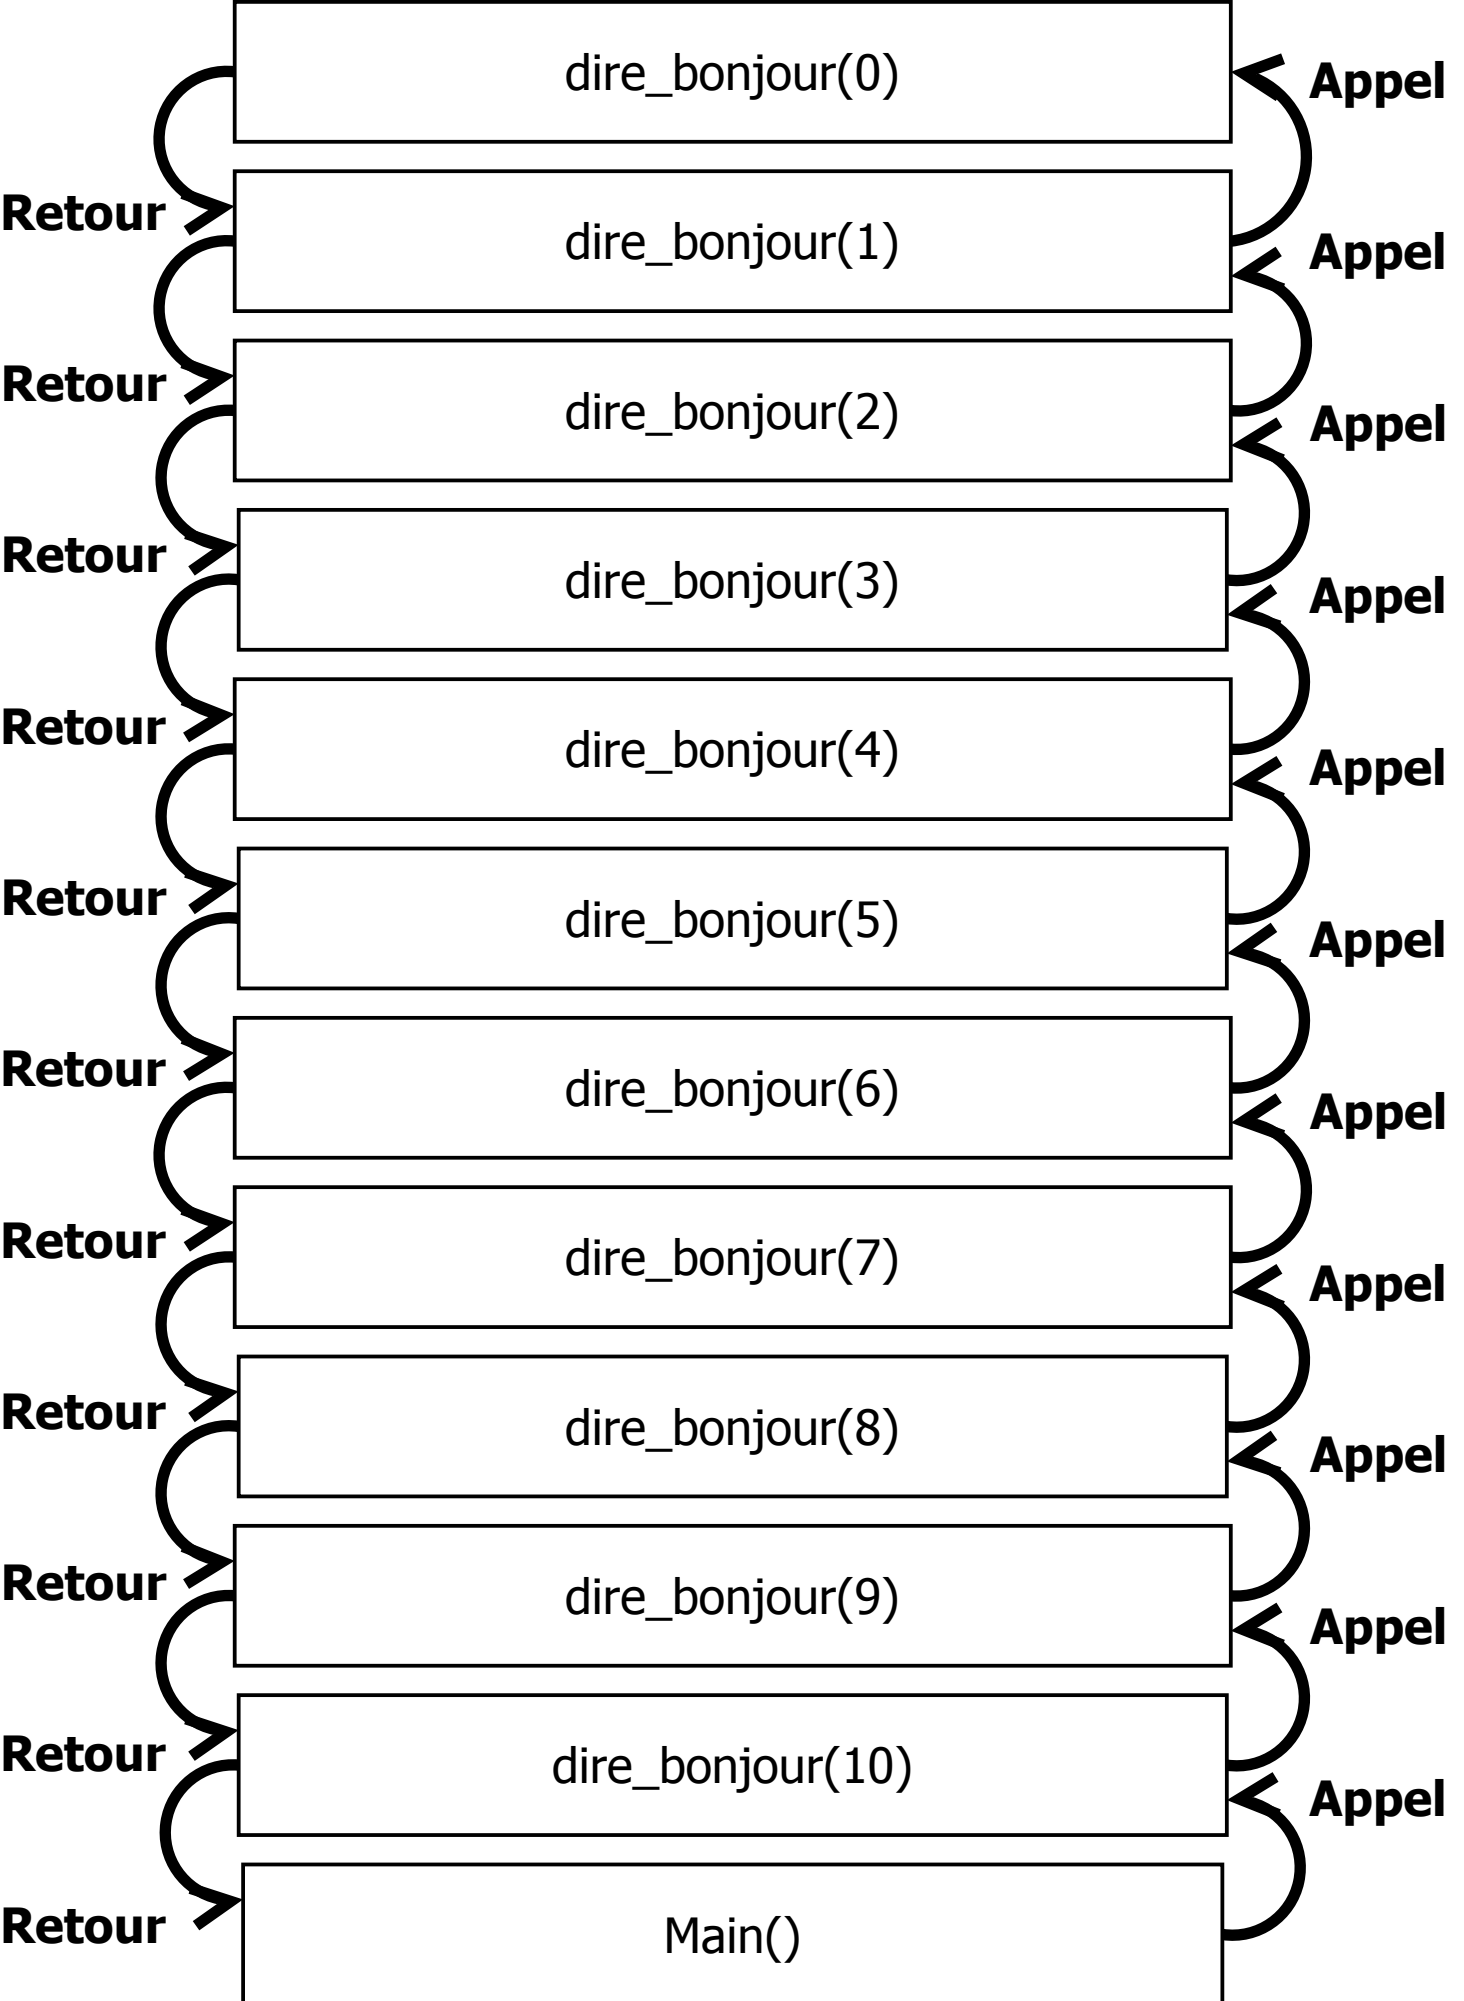 dire_bonjour(0)
Appel
Retour
dire_bonjour(1)
Appel
Retour
dire_bonjour(2)
Appel
Retour
dire_bonjour(3)
Appel
Retour
dire_bonjour(4)
Appel
Retour
dire_bonjour(5)
Appel
Retour
dire_bonjour(6)
Appel
Retour
dire_bonjour(7)
Appel
Retour
dire_bonjour(8)
Appel
Retour
dire_bonjour(9)
Appel
Retour
dire_bonjour(10)
Appel
Retour
Main()